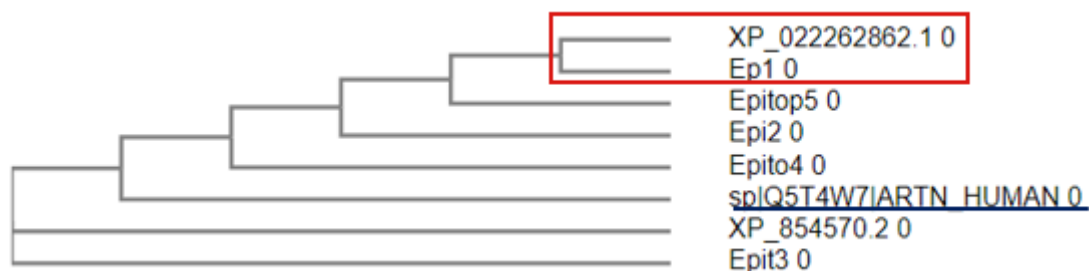 XP_022262862.1 0
Ep1 0
Epitop5 0
Epi2 0
Epito4 0
sp|Q5T4W7|ARTN_HUMAN 0
XP_854570.2 0
Epit3 0